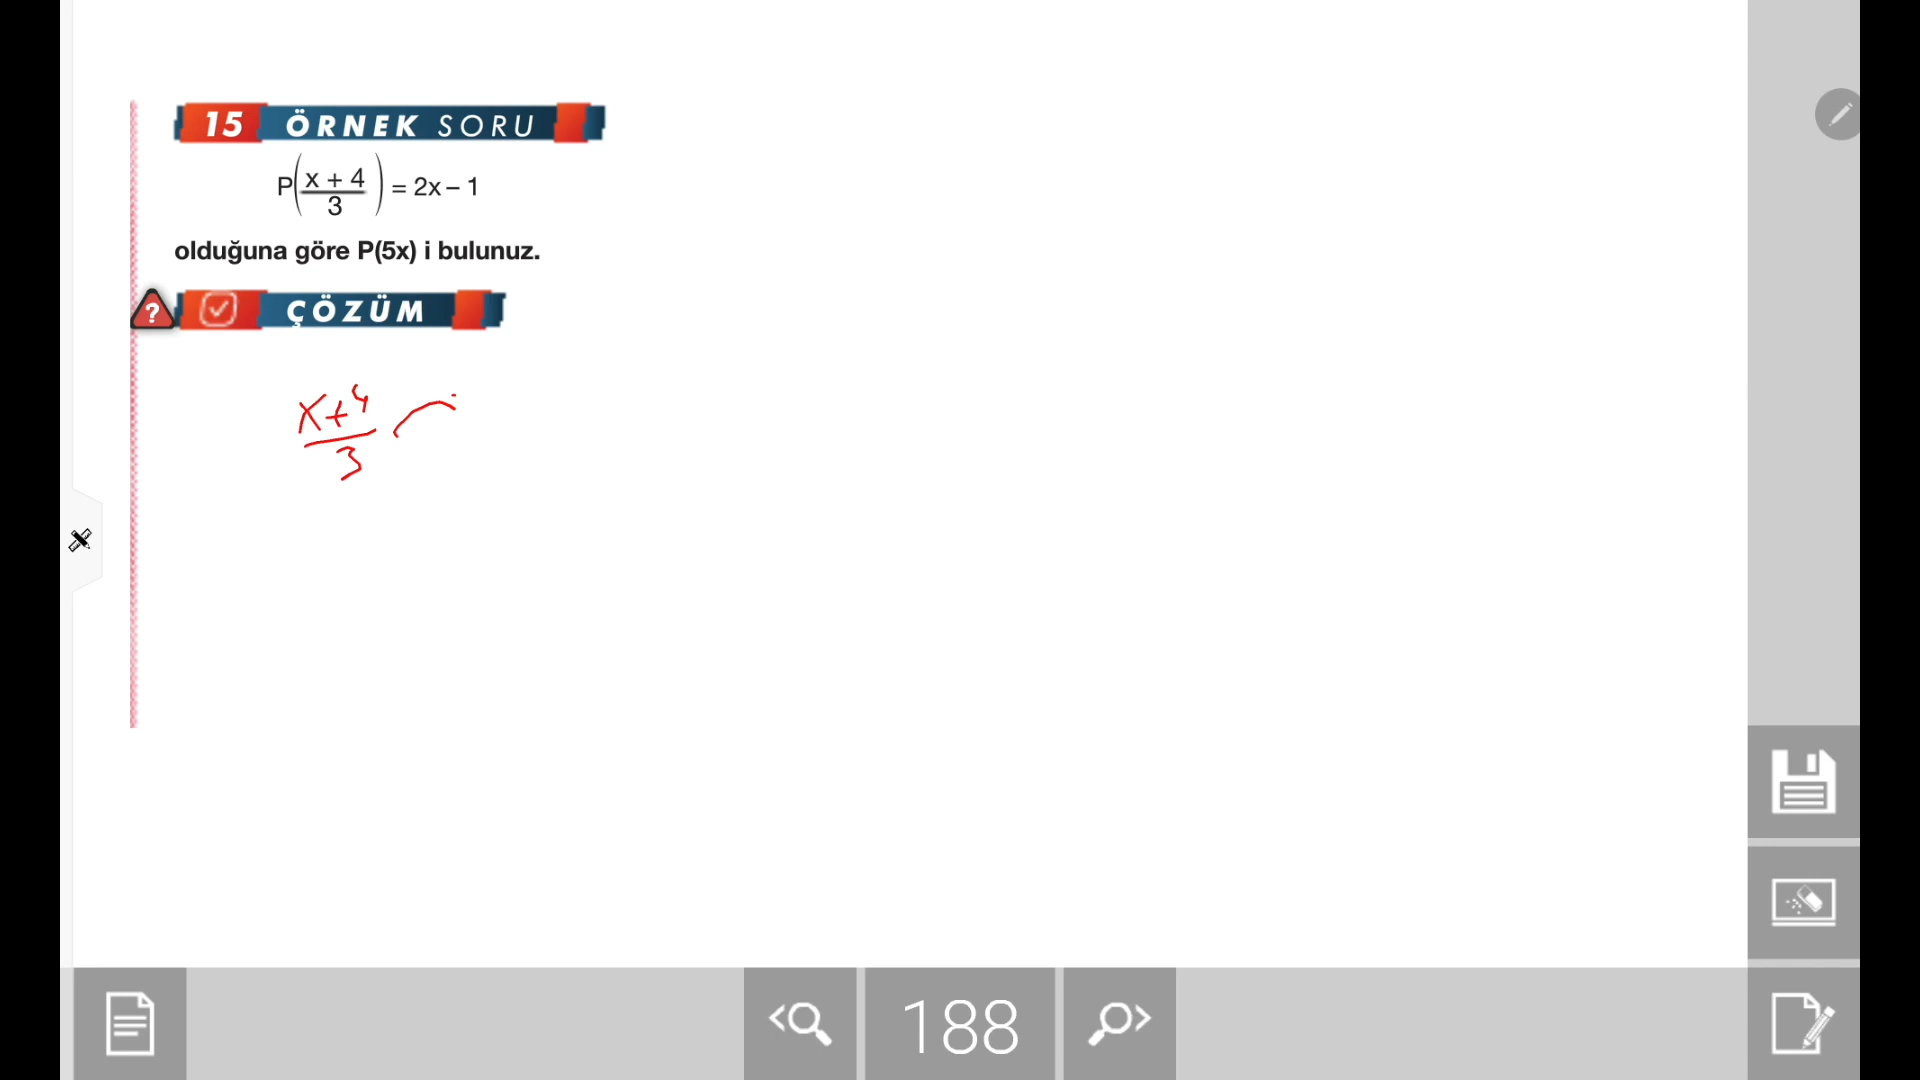 15 ÖRNEK SORU
P((x + 4)/3) = 2x – 1
olduğuna göre P(5x) i bulunuz.
? ÇÖZÜM
x+4
3
<188>